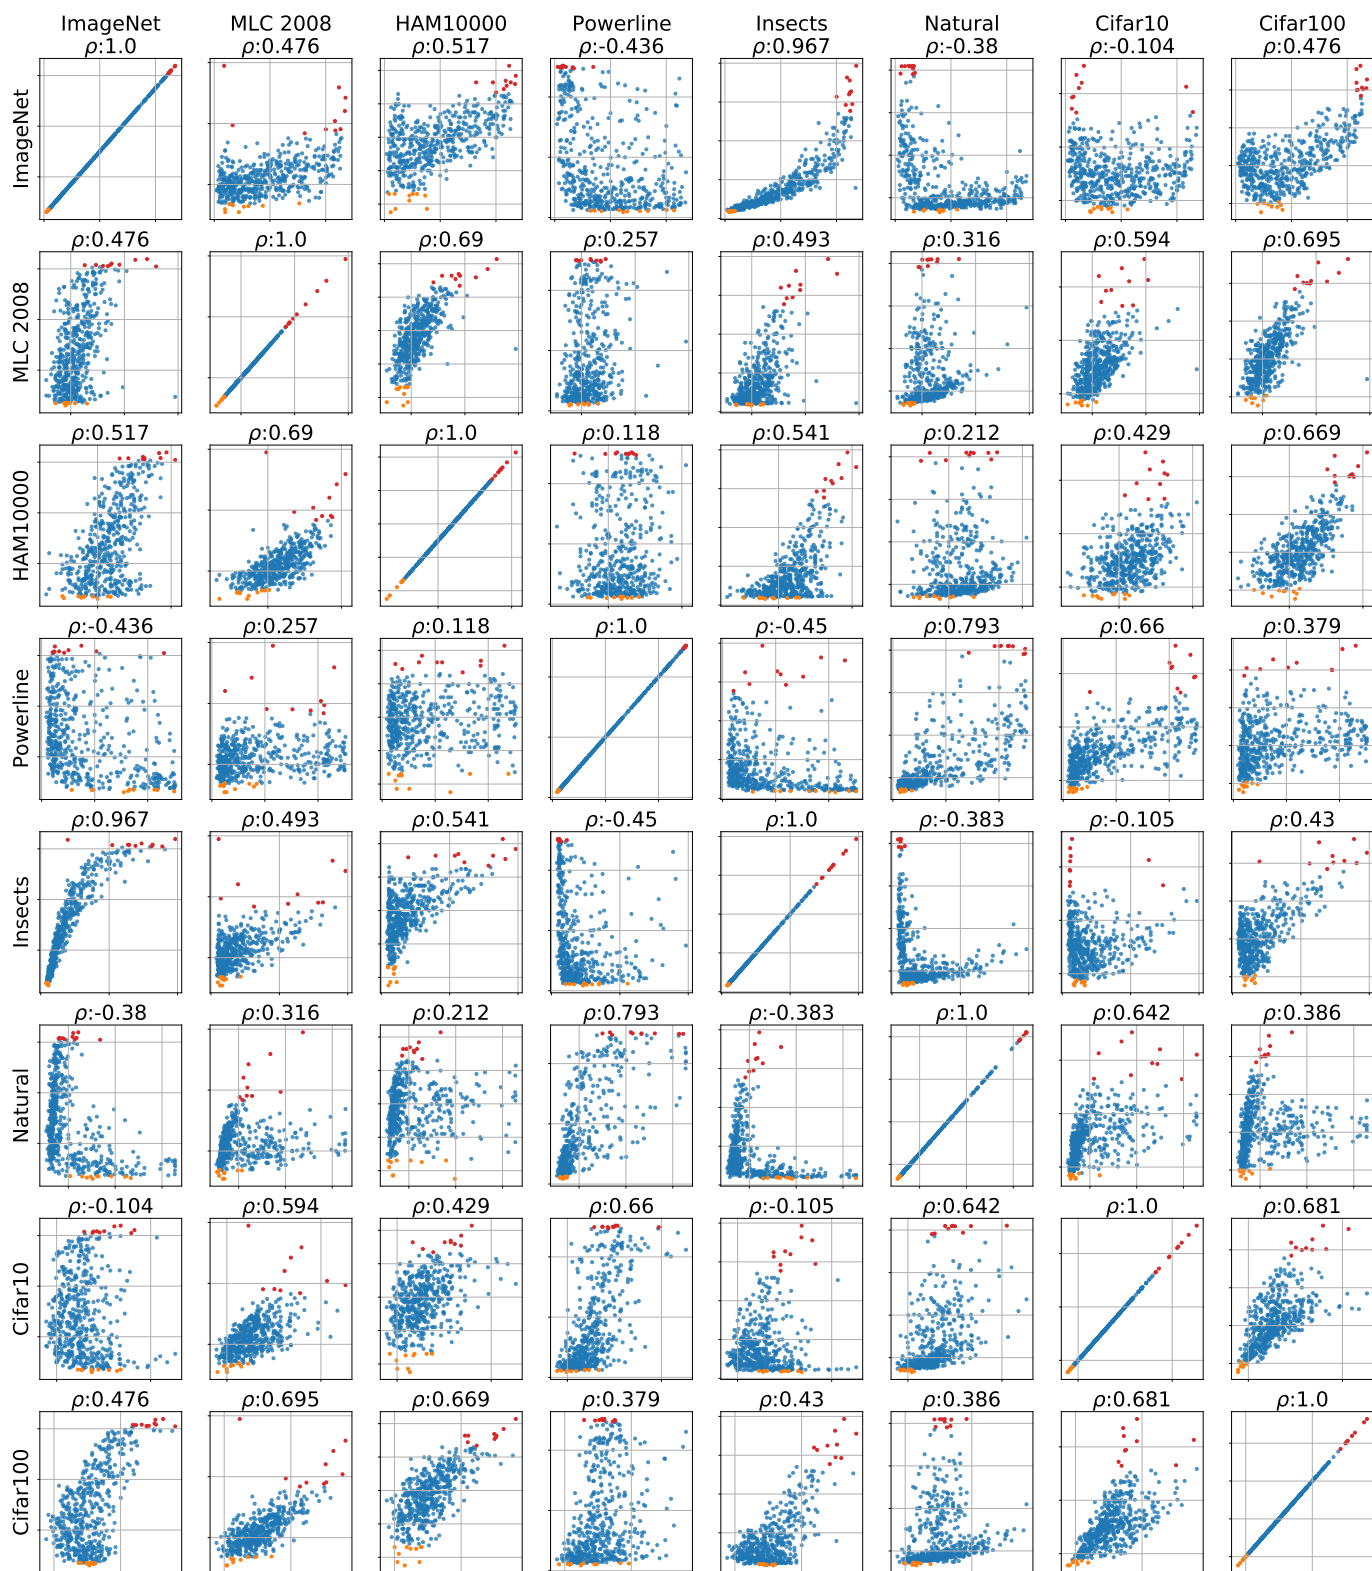 ImageNet MLC 2008 HAM10000 Powerline Insects Natural Cifar10 Cifar100
ρ:1.0 ρ:0.476 ρ:0.517 ρ:-0.436 ρ:0.967 ρ:-0.38 ρ:-0.104 ρ:0.476
ImageNet
ρ:0.476 ρ:1.0 ρ:0.69 ρ:0.257 ρ:0.493 ρ:0.316 ρ:0.594 ρ:0.695
MLC 2008
ρ:0.517 ρ:0.69 ρ:1.0 ρ:0.118 ρ:0.541 ρ:0.212 ρ:0.429 ρ:0.669
HAM10000
ρ:-0.436 ρ:0.257 ρ:0.118 ρ:1.0 ρ:-0.45 ρ:0.793 ρ:0.66 ρ:0.379
Powerline
ρ:0.967 ρ:0.493 ρ:0.541 ρ:-0.45 ρ:1.0 ρ:-0.383 ρ:-0.105 ρ:0.43
Insects
ρ:-0.38 ρ:0.316 ρ:0.212 ρ:0.793 ρ:-0.383 ρ:1.0 ρ:0.642 ρ:0.386
Natural
ρ:-0.104 ρ:0.594 ρ:0.429 ρ:0.66 ρ:-0.105 ρ:0.642 ρ:1.0 ρ:0.681
Cifar10
ρ:0.476 ρ:0.695 ρ:0.669 ρ:0.379 ρ:0.43 ρ:0.386 ρ:0.681 ρ:1.0
Cifar100